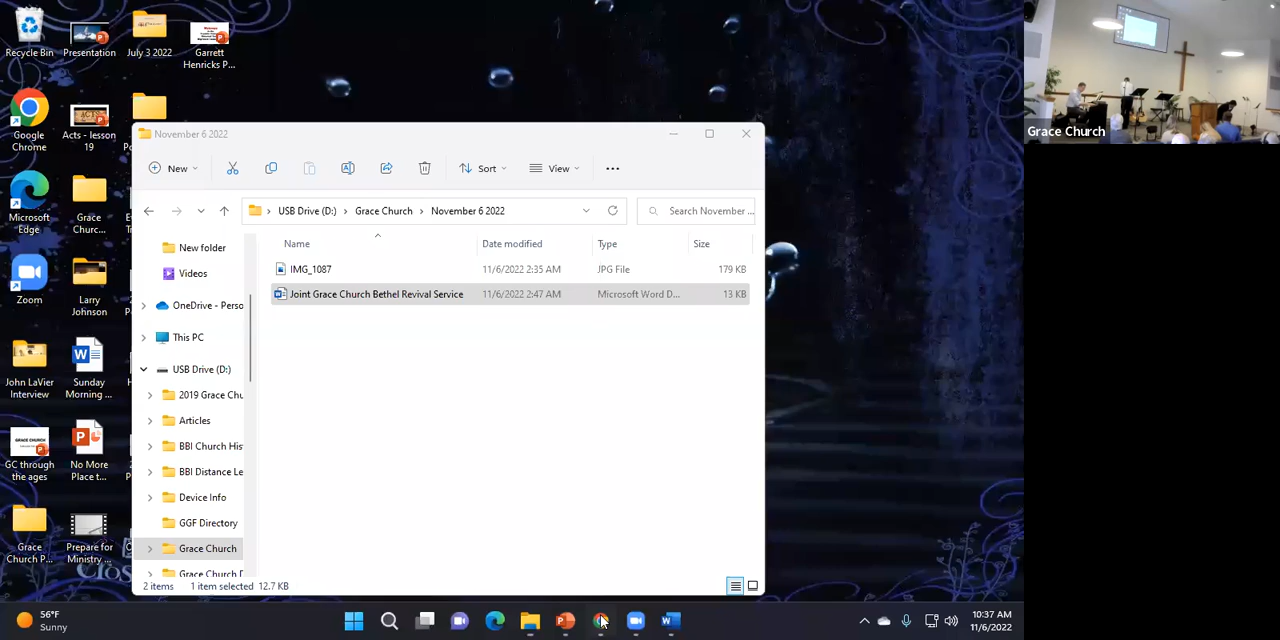 Recycle Bin
Presentation
July 3 2022
Garrett
Henricks P...
Google
Chrome
Acts - lesson
19
Microsoft
Edge
Grace
Churc...
Zoom
Larry
Johnson
John LaVier
Interview
Sunday
Morning ...
GC through
the ages
No More
Place t...
Grace
Church P...
Prepare for
Ministry ...
November 6 2022
New
Sort
View
USB Drive (D:) > Grace Church > November 6 2022
Search November ...
Name
Date modified
Type
Size
IMG_1087
11/6/2022 2:35 AM
JPG File
179 KB
Joint Grace Church Bethel Revival Service
11/6/2022 2:47 AM
Microsoft Word D...
13 KB
New folder
Videos
OneDrive - Perso
This PC
USB Drive (D:)
2019 Grace Chu
Articles
BBI Church His
BBI Distance Le
Device Info
GGF Directory
Grace Church
Grace Church D
2 items
1 item selected 12.7 KB
Grace Church
56°F
Sunny
10:37 AM
11/6/2022